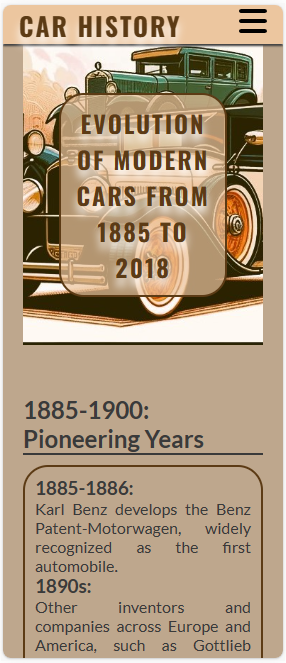 CAR HISTORY
EVOLUTION
OF MODERN
CARS FROM
1885 TO
2018
1885-1900:
Pioneering Years
1885-1886:
Karl Benz develops the Benz
Patent-Motorwagen, widely
recognized as the first
automobile.
1890s:
Other inventors and
companies across Europe and
America, such as Gottlieb